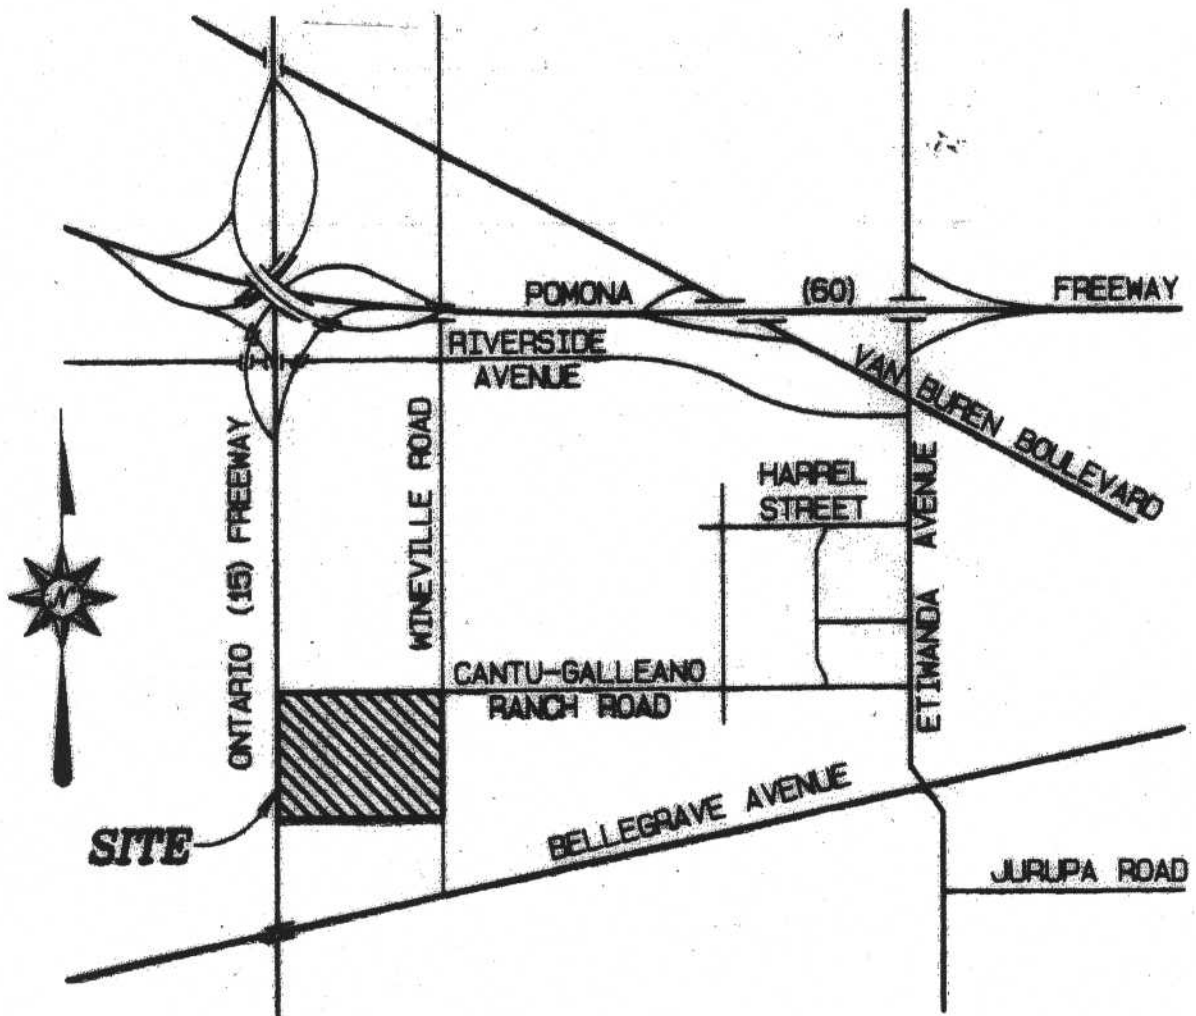 POMONA (60) FREEWAY
RIVERSIDE
AVENUE
VAN BUREN BOULEVARD
ONTARIO (15) FREEWAY
WINEVILLE ROAD
HARREL
STREET
ETIWANDA AVENUE
N
CANTU-GALLEANO
RANCH ROAD
BELLEGRAVE AVENUE
SITE
JURUPA ROAD